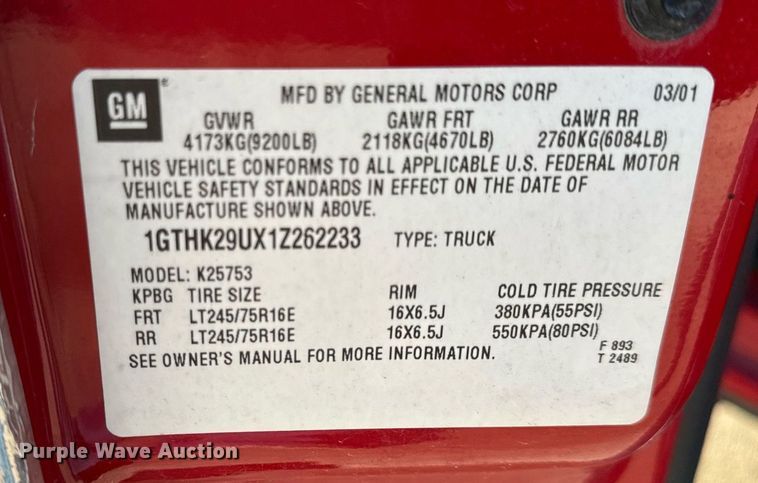 GM MFD BY GENERAL MOTORS CORP 03/01
GVWR GAWR FRT GAWR RR
4173KG(9200LB) 2118KG(4670LB) 2760KG(6084LB)
THIS VEHICLE CONFORMS TO ALL APPLICABLE U.S. FEDERAL MOTOR
VEHICLE SAFETY STANDARDS IN EFFECT ON THE DATE OF
MANUFACTURE SHOWN ABOVE.
1GTHK29UX1Z262233 TYPE: TRUCK
MODEL: K25753
KPBG TIRE SIZE RIM COLD TIRE PRESSURE
FRT LT245/75R16E 16X6.5J 380KPA(55PSI)
RR LT245/75R16E 16X6.5J 550KPA(80PSI)
SEE OWNER'S MANUAL FOR MORE INFORMATION.
F 893
T 2489
Purple Wave Auction